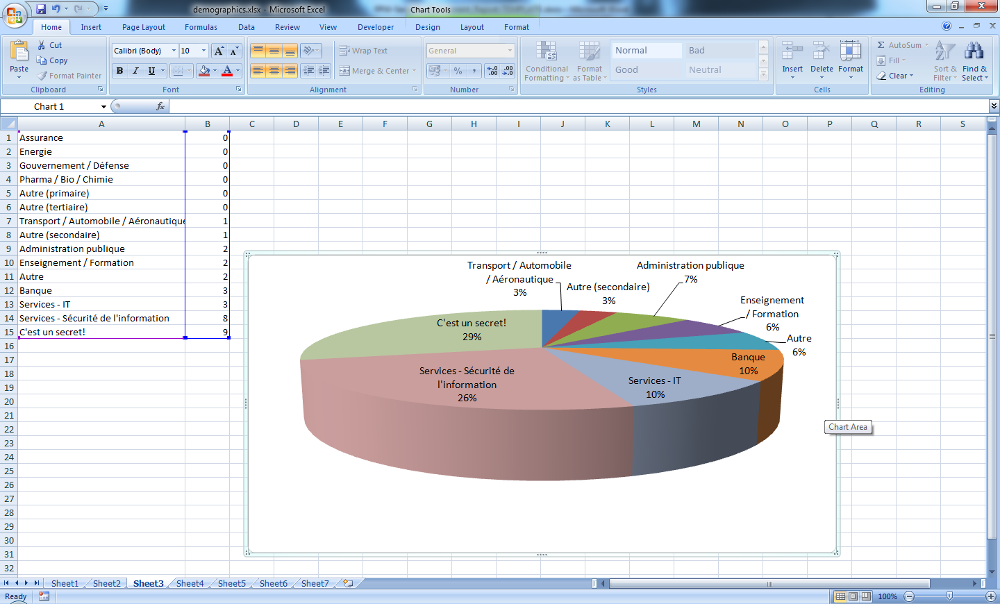 demographics.xlsx - Microsoft Excel
Chart Tools
Home Insert Page Layout Formulas Data Review View Developer Design Layout Format
Paste
Cut
Copy
Format Painter
Clipboard
Calibri (Body) 10 A A
B I U A
Font
Wrap Text
Merge & Center
Alignment
General
% , .00 .00
Number
Conditional Formatting
Format as Table
Normal Bad
Good Neutral
Styles
Insert Delete Format
Cells
Σ AutoSum
Fill
Clear
Sort & Filter
Find & Select
Editing
Chart 1 fx
A B C D E F G H I J K L M N O P Q R S
1 Assurance 0
2 Energie 0
3 Gouvernement / Défense 0
4 Pharma / Bio / Chimie 0
5 Autre (primaire) 0
6 Autre (tertiaire) 0
7 Transport / Automobile / Aéronautique 1
8 Autre (secondaire) 1
9 Administration publique 2
10 Enseignement / Formation 2
11 Autre 2
12 Banque 3
13 Services - IT 3
14 Services - Sécurité de l'information 8
15 C'est un secret! 9
16
17
18
19
20
21
22
23
24
25
26
27
28
29
30
31
32
Transport / Automobile
/ Aéronautique
3%
Autre (secondaire)
3%
Administration publique
7%
Enseignement
/ Formation
6%
Autre
6%
Banque
10%
Services - IT
10%
Services - Sécurité de
l'information
26%
C'est un secret!
29%
Chart Area
Sheet1 Sheet2 Sheet3 Sheet4 Sheet5 Sheet6 Sheet7
Ready 100%